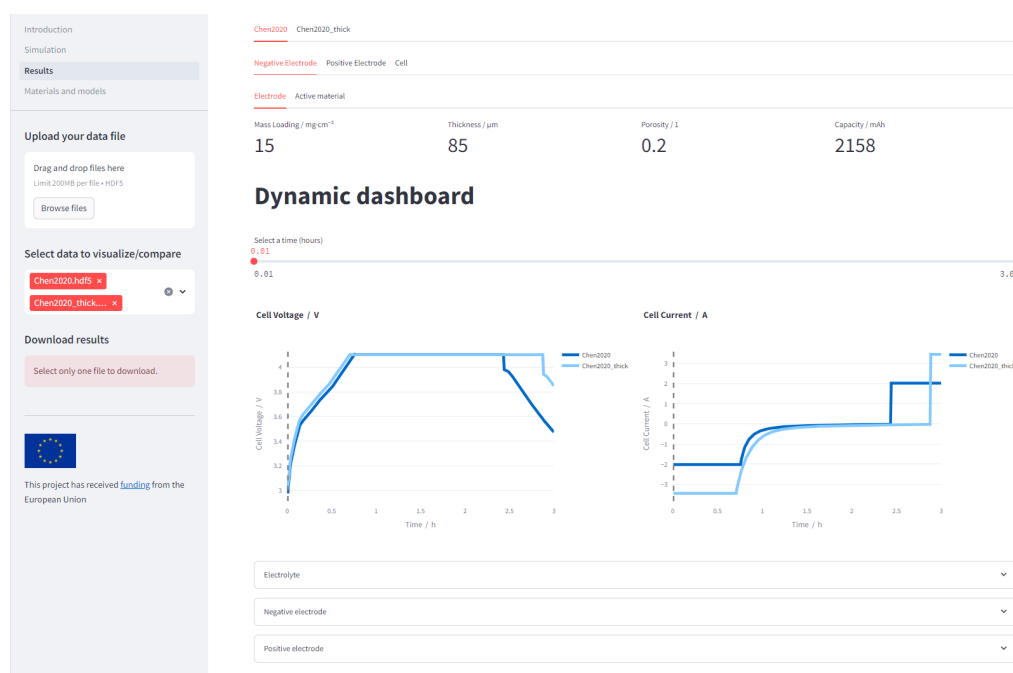 Introduction
Simulation
Results
Materials and models
Upload your data file
Drag and drop files here
Limit 200MB per file • HDF5
Browse files
Select data to visualize/compare
Chen2020.hdf5 ×
Chen2020_thick.... ×
Download results
Select only one file to download.
This project has received funding from the
European Union
Chen2020 Chen2020_thick
Negative Electrode Positive Electrode Cell
Electrode Active material
Mass Loading / mg·cm⁻² Thickness / μm Porosity / 1 Capacity / mAh
15 85 0.2 2158
Dynamic dashboard
Select a time (hours)
0.01
0.01 3.0
Cell Voltage / V
Chen2020
Chen2020_thick
4
3.8
3.6
3.4
3.2
3
Cell Voltage / V
0 0.5 1 1.5 2 2.5 3
Time / h
Cell Current / A
Chen2020
Chen2020_thic
3
2
1
0
−1
−2
−3
Cell Current / A
0 0.5 1 1.5 2 2.5 3
Time / h
Electrolyte
Negative electrode
Positive electrode